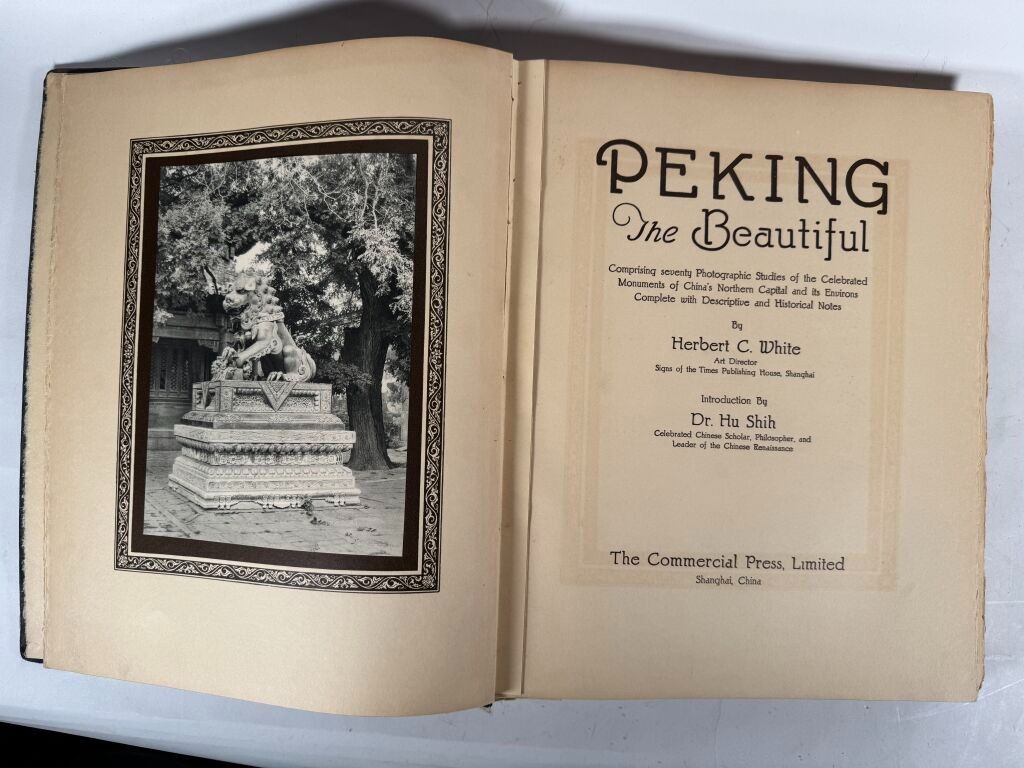 PEKING
The Beautiful
Comprising seventy Photographic Studies of the Celebrated
Monuments of China's Northern Capital and its Environs
Complete with Descriptive and Historical Notes
By
Herbert C. White
Art Director
Signs of the Times Publishing House, Shanghai
Introduction By
Dr. Hu Shih
Celebrated Chinese Scholar, Philosopher, and
Leader of the Chinese Renaissance
The Commercial Press, Limited
Shanghai, China